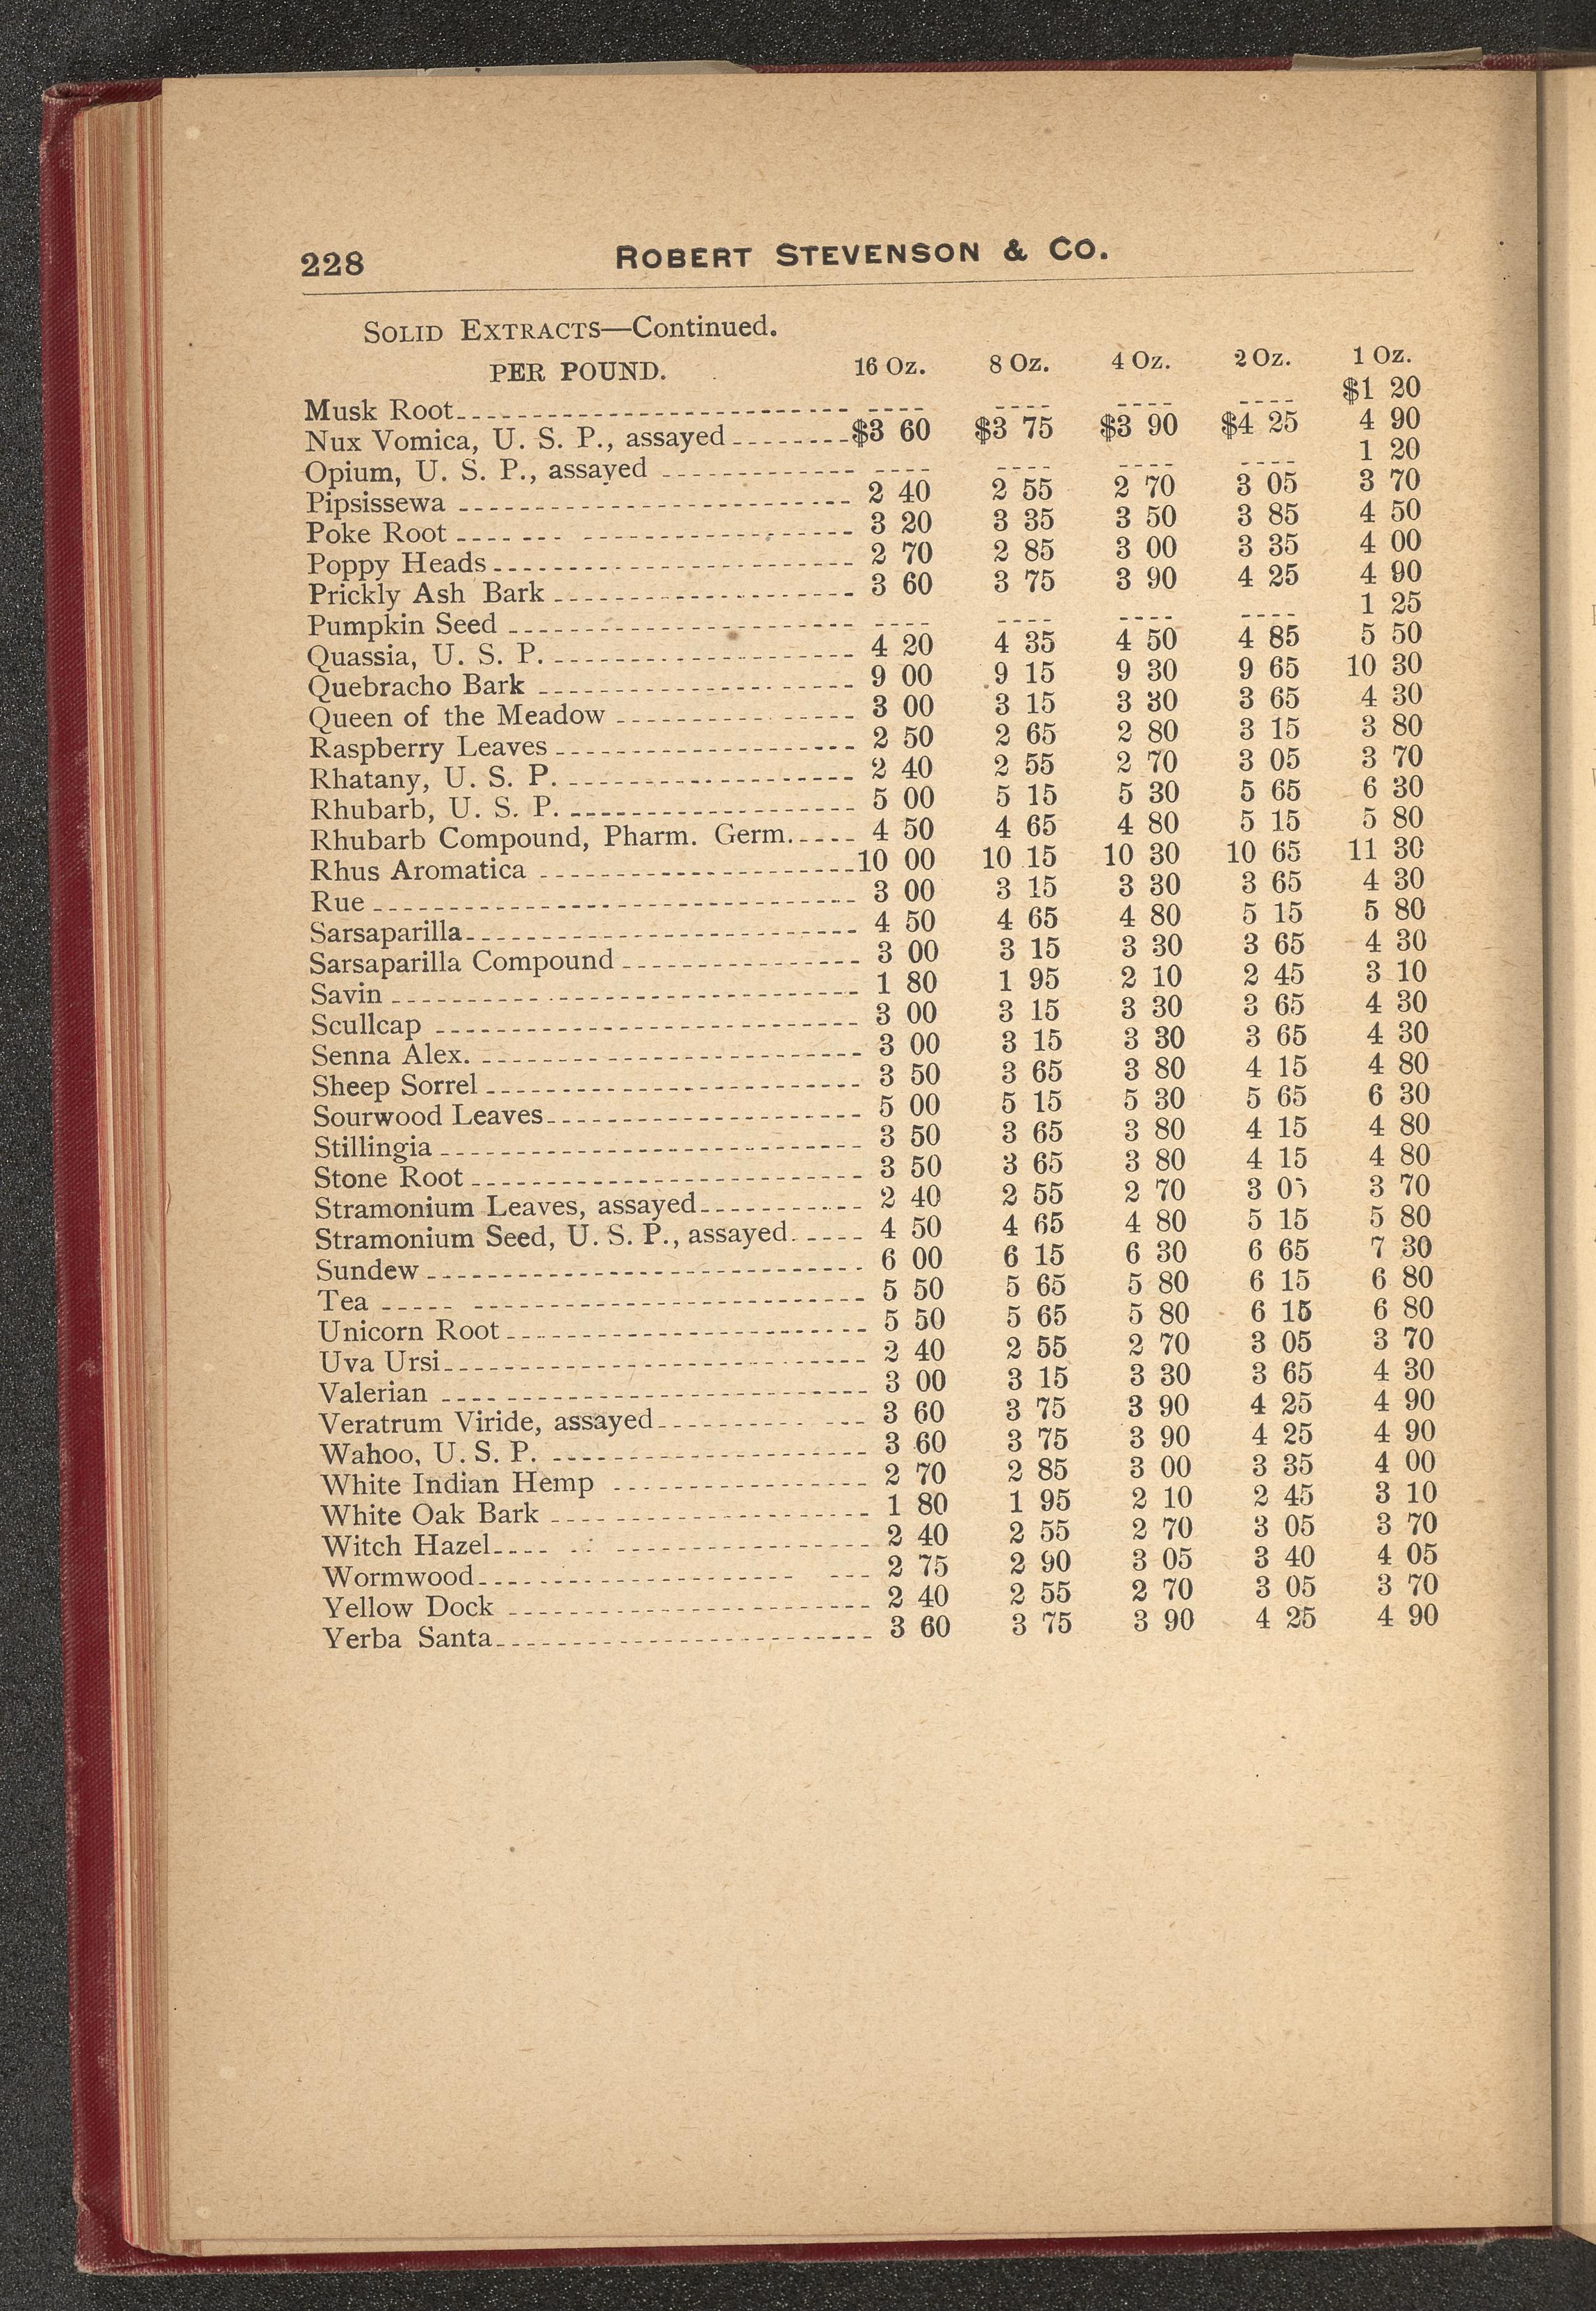 228 ROBERT STEVENSON & CO.
SOLID EXTRACTS—Continued.
PER POUND. 16 Oz. 8 Oz. 4 Oz. 2 Oz. 1 Oz.
Musk Root ---- ---- ---- ---- $1 20
Nux Vomica, U. S. P., assayed $3 60 $3 75 $3 90 $4 25 4 90
Opium, U. S. P., assayed ---- ---- ---- ---- 1 20
Pipsissewa 2 40 2 55 2 70 3 05 3 70
Poke Root 3 20 3 35 3 50 3 85 4 50
Poppy Heads 2 70 2 85 3 00 3 35 4 00
Prickly Ash Bark 3 60 3 75 3 90 4 25 4 90
Pumpkin Seed ---- ---- ---- ---- 1 25
Quassia, U. S. P. 4 20 4 35 4 50 4 85 5 50
Quebracho Bark 9 00 9 15 9 30 9 65 10 30
Queen of the Meadow 3 00 3 15 3 30 3 65 4 30
Raspberry Leaves 2 50 2 65 2 80 3 15 3 80
Rhatany, U. S. P. 2 40 2 55 2 70 3 05 3 70
Rhubarb, U. S. P. 5 00 5 15 5 30 5 65 6 30
Rhubarb Compound, Pharm. Germ. 4 50 4 65 4 80 5 15 5 80
Rhus Aromatica 10 00 10 15 10 30 10 65 11 30
Rue 3 00 3 15 3 30 3 65 4 30
Sarsaparilla 4 50 4 65 4 80 5 15 5 80
Sarsaparilla Compound 3 00 3 15 3 30 3 65 4 30
Savin 1 80 1 95 2 10 2 45 3 10
Scullcap 3 00 3 15 3 30 3 65 4 30
Senna Alex. 3 00 3 15 3 30 3 65 4 30
Sheep Sorrel 3 50 3 65 3 80 4 15 4 80
Sourwood Leaves 5 00 5 15 5 30 5 65 6 30
Stillingia 3 50 3 65 3 80 4 15 4 80
Stone Root 3 50 3 65 3 80 4 15 4 80
Stramonium Leaves, assayed 2 40 2 55 2 70 3 05 3 70
Stramonium Seed, U. S. P., assayed. 4 50 4 65 4 80 5 15 5 80
Sundew 6 00 6 15 6 30 6 65 7 30
Tea 5 50 5 65 5 80 6 15 6 80
Unicorn Root 5 50 5 65 5 80 6 15 6 80
Uva Ursi 2 40 2 55 2 70 3 05 3 70
Valerian 3 00 3 15 3 30 3 65 4 30
Veratrum Viride, assayed 3 60 3 75 3 90 4 25 4 90
Wahoo, U. S. P. 3 60 3 75 3 90 4 25 4 90
White Indian Hemp 2 70 2 85 3 00 3 35 4 00
White Oak Bark 1 80 1 95 2 10 2 45 3 10
Witch Hazel 2 40 2 55 2 70 3 05 3 70
Wormwood 2 75 2 90 3 05 3 40 4 05
Yellow Dock 2 40 2 55 2 70 3 05 3 70
Yerba Santa 3 60 3 75 3 90 4 25 4 90